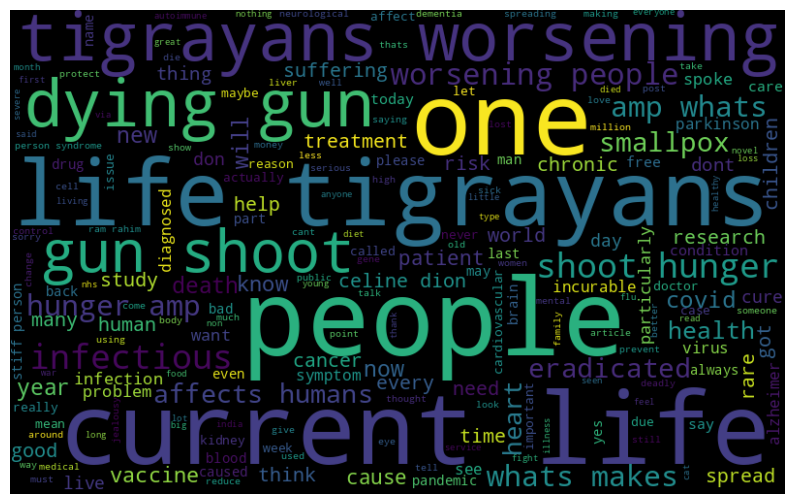 autoimmune nothing neurological affect dementia spreading making everyone
tigrayans worsening
name great thats
month die suffering worsening people spoke take care
thing maybe liver well let died post love
first protect today amp whats
dying gun one
severe via saying lost million
said show less treatment smallpox parkinson novel loss
person syndrome money
new will don reason serious man chronic free dont children
drug actually please risk
issue cell living anyone high sick little healthy
life tigrayans
ram rahim help diagnosed type
control part cant diet never world women
sorry called old day research
gun shoot patient last shoot hunger
change nhs study death know gene celine dion may incurable particularly condition doctor
back public young brain mental flu covid cure
hunger amp people
many come human body bad much talk cardiovascular family article better case someone
stiff person using non want point thank read got health
infectious cancer now prevent virus always
war food symptom every seen deadly
year infection even eradicated rare
problem affects humans need heart alzheimer
really thought look important feel
mean jealous lot kidney india give time yes due say
around long big week eye service illness still
current life
good caused blood used fight
way medical vaccine think cause tell pandemic see whats makes spread
must live reduce cat